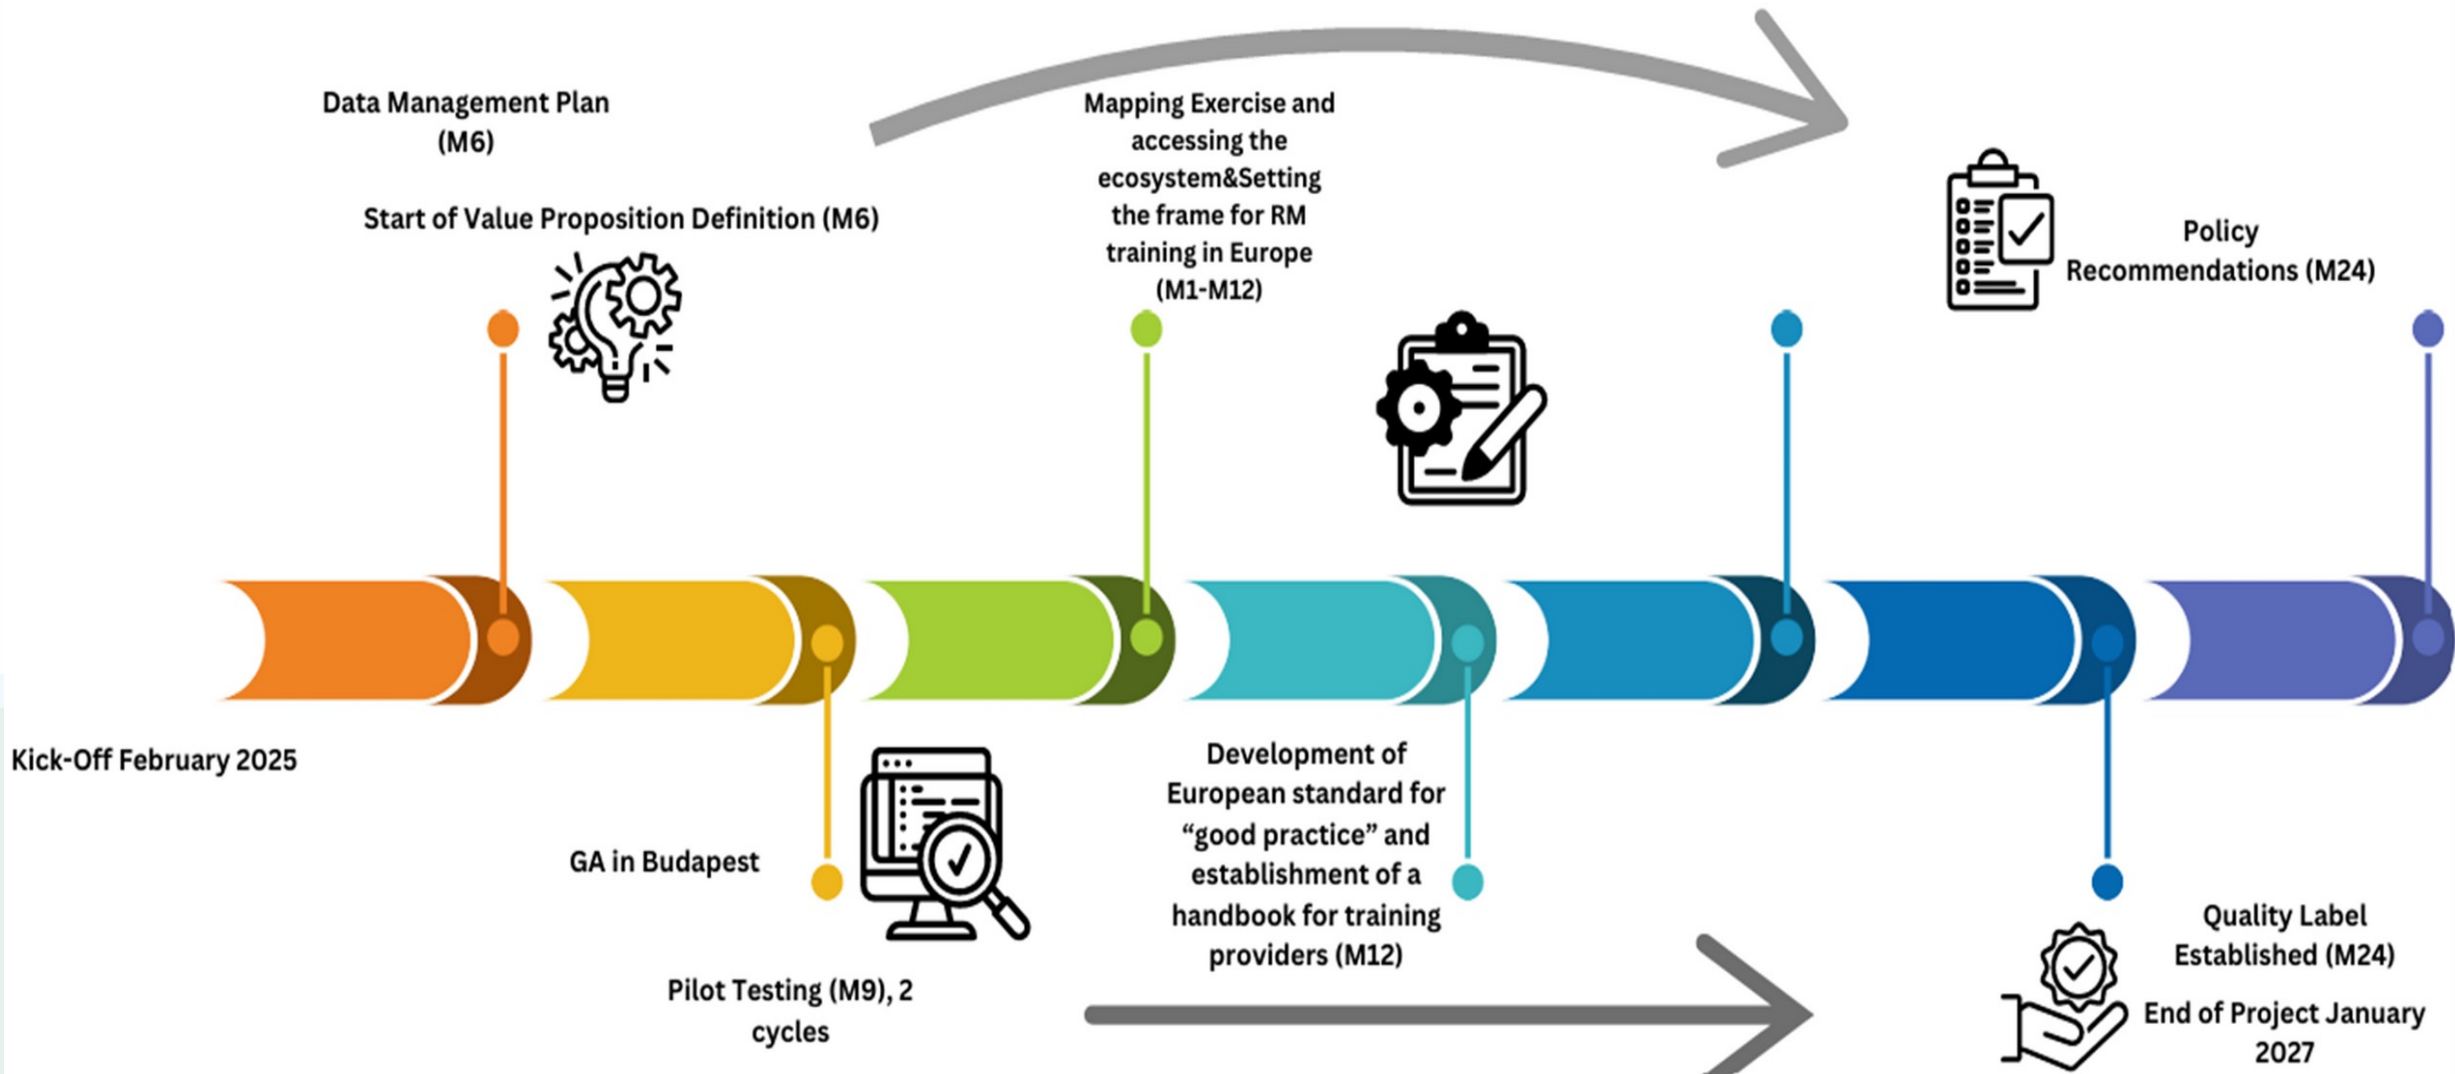 Data Management Plan
(M6)
Start of Value Proposition Definition (M6)
Mapping Exercise and
accessing the
ecosystem&Setting
the frame for RM
training in Europe
(M1-M12)
Policy
Recommendations (M24)
Kick-Off February 2025
GA in Budapest
Pilot Testing (M9), 2
cycles
Development of
European standard for
“good practice” and
establishment of a
handbook for training
providers (M12)
Quality Label
Established (M24)
End of Project January
2027